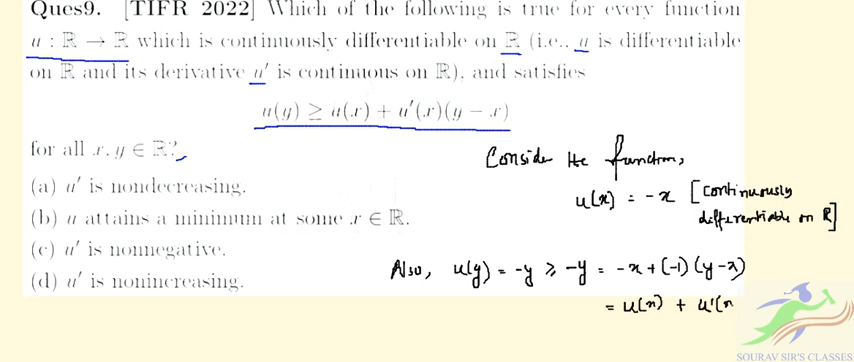 Ques9. [TIFR 2022] Which of the following is true for every function
u : ℝ → ℝ which is continuously differentiable on ℝ (i.e., u is differentiable
on ℝ and its derivative u′ is continuous on ℝ), and satisfies
u(y) ≥ u(x) + u′(x)(y − x)
for all x, y ∈ ℝ?
(a) u′ is nondecreasing.
(b) u attains a minimum at some x ∈ ℝ.
(c) u′ is nonnegative.
(d) u′ is nonincreasing.
Consider the function,
u(x) = -x [Continuously
differentiable on ℝ]
Also, u(y) = -y ≥ -y = -x + (-1) (y-x)
= u(x) + u'(x
SOURAV SIR'S CLASSES